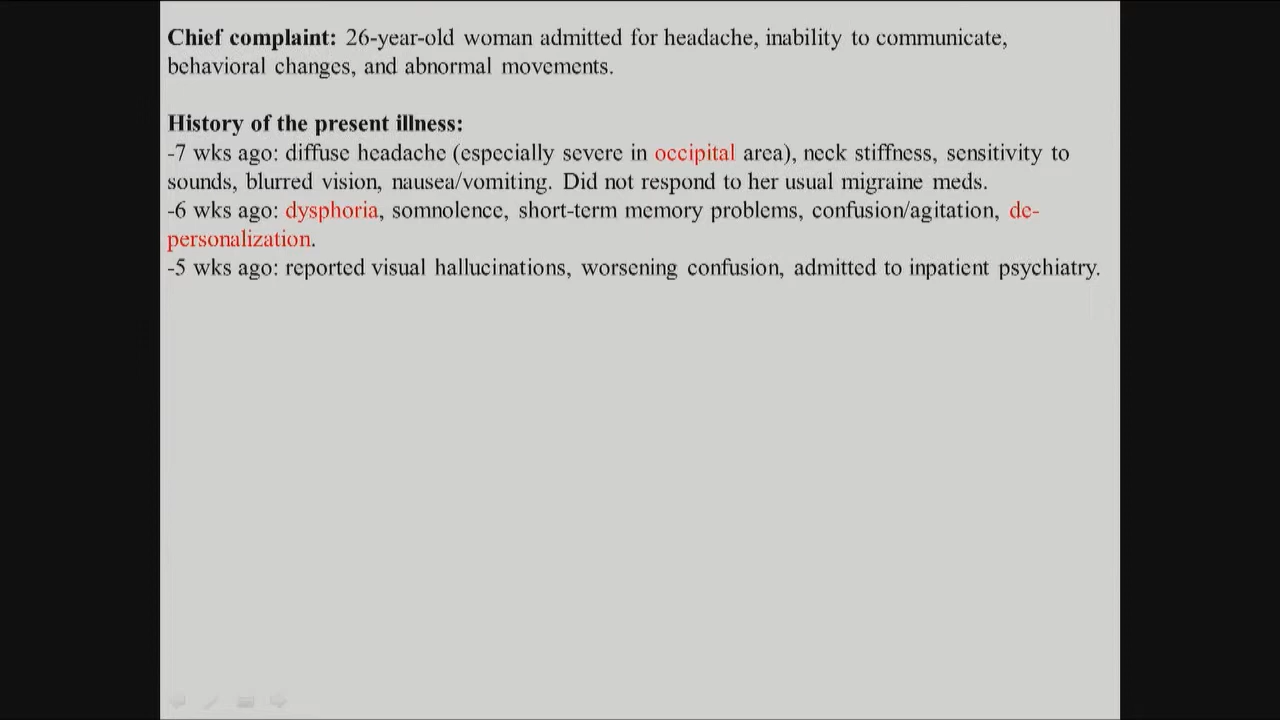 Chief complaint: 26-year-old woman admitted for headache, inability to communicate,
behavioral changes, and abnormal movements.
History of the present illness:
-7 wks ago: diffuse headache (especially severe in occipital area), neck stiffness, sensitivity to
sounds, blurred vision, nausea/vomiting. Did not respond to her usual migraine meds.
-6 wks ago: dysphoria, somnolence, short-term memory problems, confusion/agitation, de-
personalization.
-5 wks ago: reported visual hallucinations, worsening confusion, admitted to inpatient psychiatry.